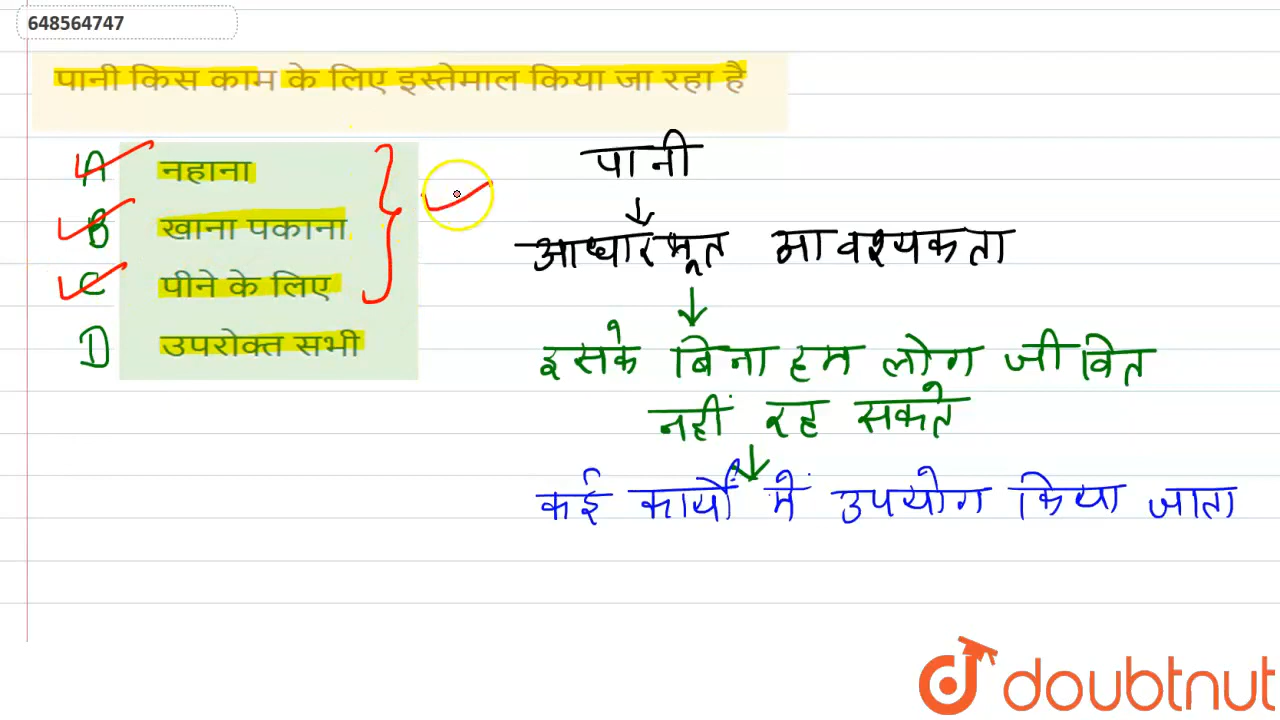 648564747
पानी किस काम के लिए इस्तेमाल किया जा रहा है
A नहाना
B खाना पकाना
C पीने के लिए
D उपरोक्त सभी
पानी
आधारभूत आवश्यकता
इसके बिना हम लोग जीवित
नहीं रह सकते
कई कार्यों में उपयोग किया जाता
doubtnut